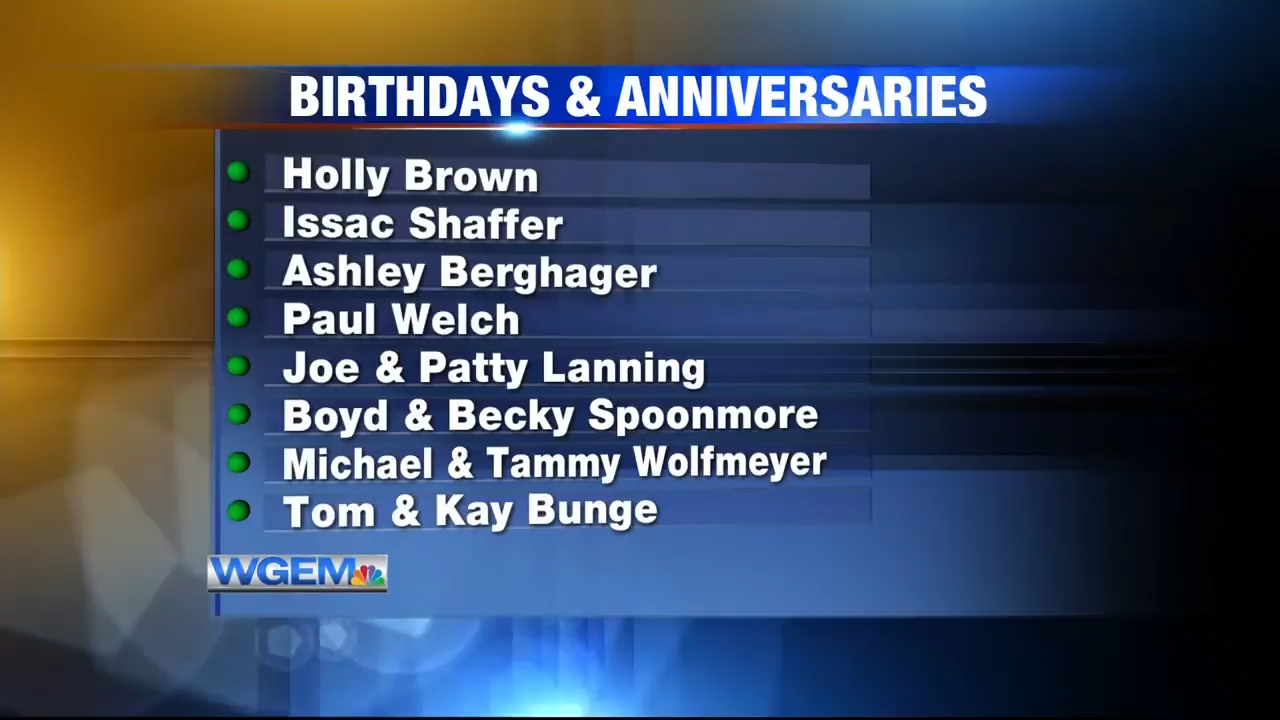 BIRTHDAYS & ANNIVERSARIES
Holly Brown
Issac Shaffer
Ashley Berghager
Paul Welch
Joe & Patty Lanning
Boyd & Becky Spoonmore
Michael & Tammy Wolfmeyer
Tom & Kay Bunge
WGEM